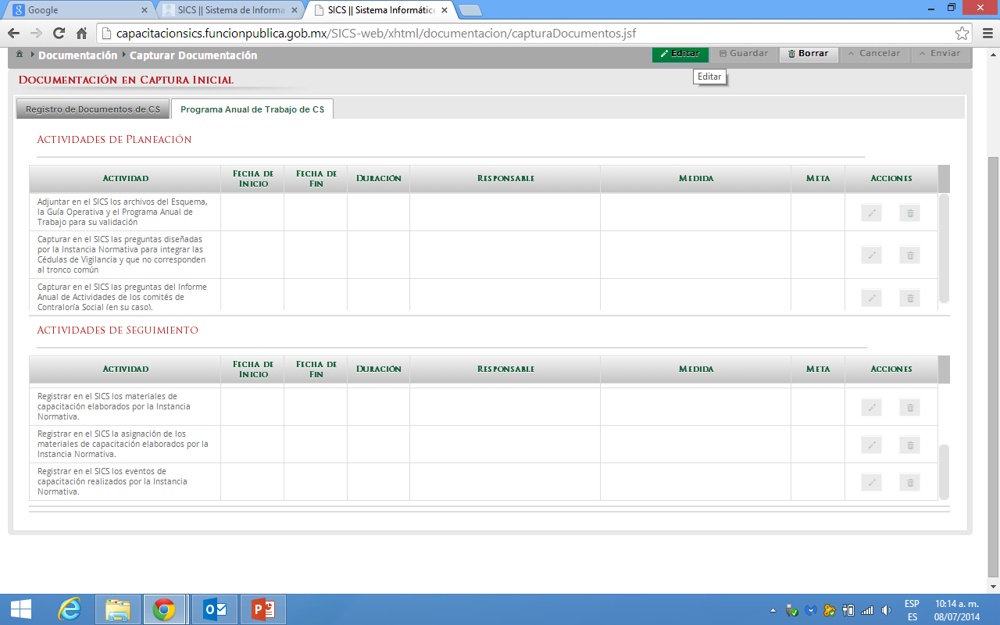 Google
SICS || Sistema de Informa
SICS || Sistema Informático
capacitacionsics.funcionpublica.gob.mx/SICS-web/xhtml/documentacion/capturaDocumentos.jsf
Documentación Capturar Documentación
Editar Guardar Borrar Cancelar Enviar
Editar
Documentación en Captura Inicial
Registro de Documentos de CS Programa Anual de Trabajo de CS
Actividades de Planeación
Actividad Fecha de Inicio Fecha de Fin Duración Responsable Medida Meta Acciones
Adjuntar en el SICS los archivos del Esquema,
la Guía Operativa y el Programa Anual de
Trabajo para su validación
Capturar en el SICS las preguntas diseñadas
por la Instancia Normativa para integrar las
Cédulas de Vigilancia y que no corresponden
al tronco común
Capturar en el SICS las preguntas del Informe
Anual de Actividades de los comités de
Contraloría Social (en su caso).
Actividades de Seguimiento
Actividad Fecha de Inicio Fecha de Fin Duración Responsable Medida Meta Acciones
Registrar en el SICS los materiales de
capacitación elaborados por la Instancia
Normativa.
Registrar en el SICS la asignación de los
materiales de capacitación elaborados por la
Instancia Normativa.
Registrar en el SICS los eventos de
capacitación realizados por la Instancia
Normativa.
ESP
ES
10:14 a. m.
08/07/2014